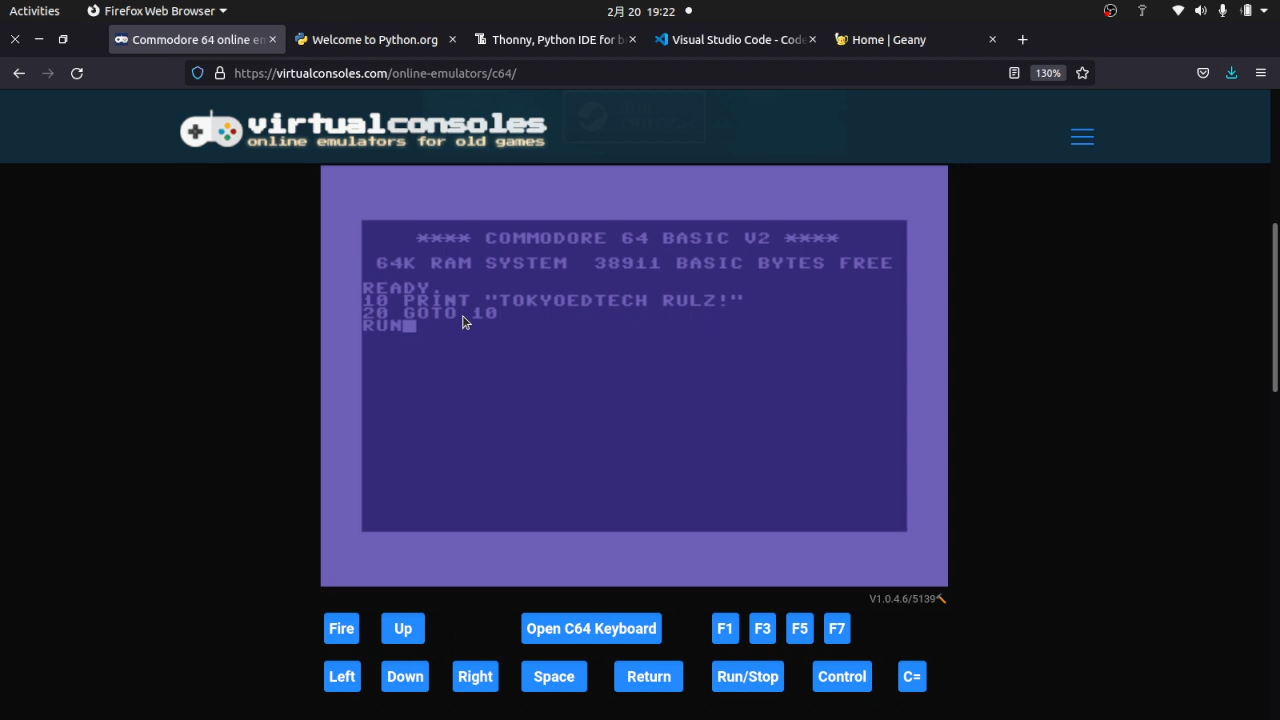 Activities
Firefox Web Browser
2月 20 19:22
Commodore 64 online en
Welcome to Python.org
Thonny, Python IDE for b
Visual Studio Code - Code
Home | Geany
https://virtualconsoles.com/online-emulators/c64/
130%
virtualconsoles
online emulators for old games
**** COMMODORE 64 BASIC V2 ****
64K RAM SYSTEM 38911 BASIC BYTES FREE
READY.
10 PRINT "TOKYOEDTECH RULZ!"
20 GOTO 10
RUN
V1.0.4.6/5139
Fire
Up
Open C64 Keyboard
F1
F3
F5
F7
Left
Down
Right
Space
Return
Run/Stop
Control
C=